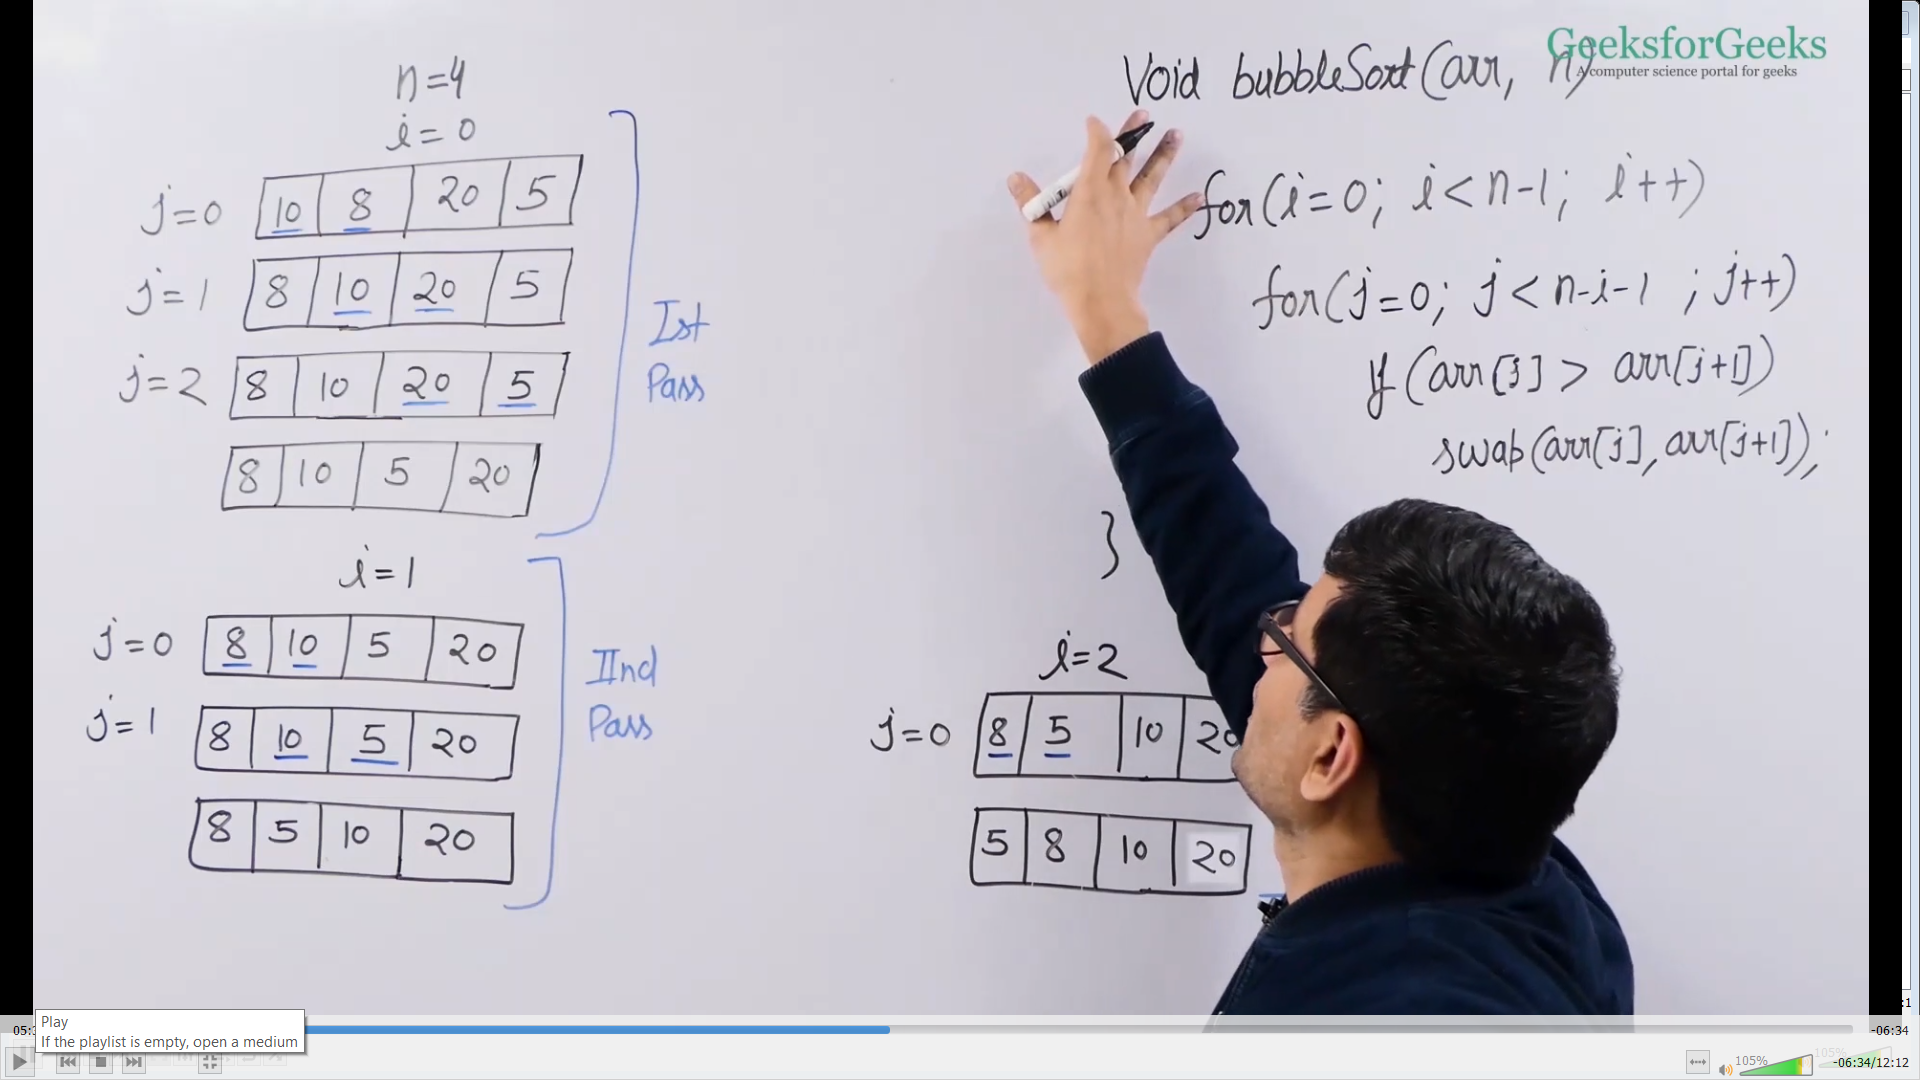 n=4
i=0
j=0 10 8 20 5
j=1 8 10 20 5
j=2 8 10 20 5
8 10 5 20
Ist
Pass
i=1
j=0 8 10 5 20
j=1 8 10 5 20
8 5 10 20
IInd
Pass
GeeksforGeeks
A computer science portal for geeks
Void bubbleSort(arr, n)
for(i=0; i<n-1; i++)
for(j=0; j<n-i-1 ; j++)
if (arr[j] > arr[j+1])
swap(arr[j], arr[j+1]);
}
i=2
j=0 8 5 10 20
5 8 10 20
Play
If the playlist is empty, open a medium
-06:34
105%
-06:34/12:12